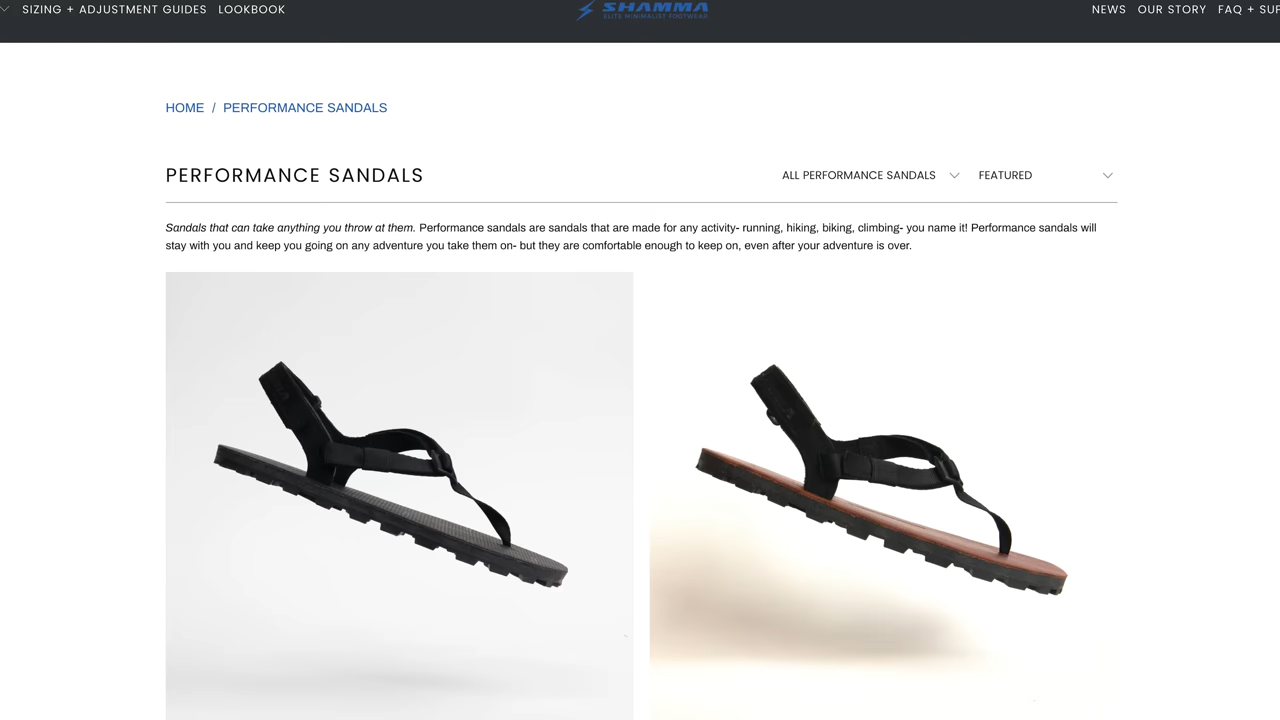 SIZING + ADJUSTMENT GUIDES LOOKBOOK
SHAMMA
ELITE MINIMALIST FOOTWEAR
NEWS OUR STORY FAQ + SUP
HOME / PERFORMANCE SANDALS
PERFORMANCE SANDALS
ALL PERFORMANCE SANDALS
FEATURED
Sandals that can take anything you throw at them. Performance sandals are sandals that are made for any activity- running, hiking, biking, climbing- you name it! Performance sandals will
stay with you and keep you going on any adventure you take them on- but they are comfortable enough to keep on, even after your adventure is over.